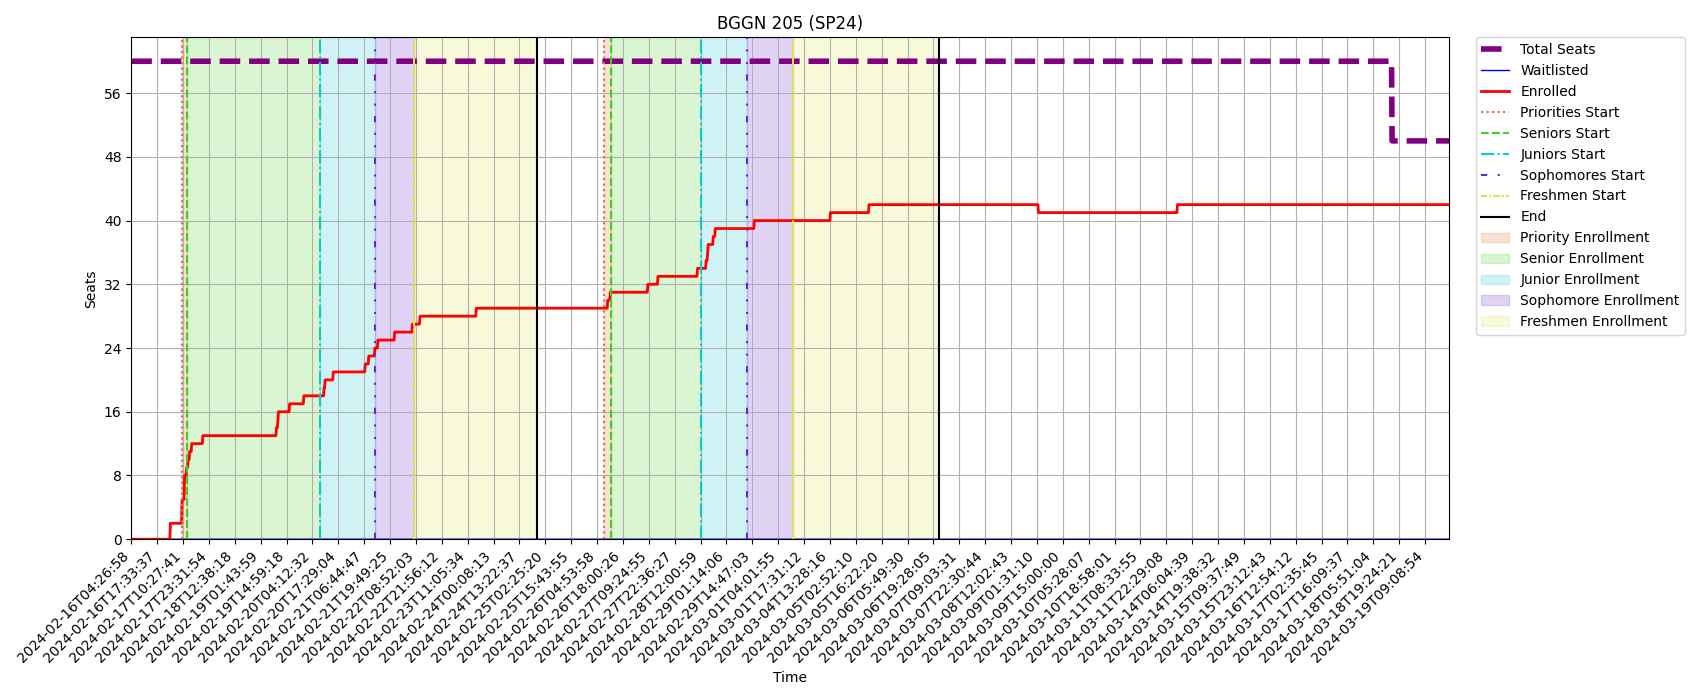 BGGN 205 (SP24)
Seats
56
48
40
32
24
16
8
0
2024-02-16T04:26:58
2024-02-16T17:33:37
2024-02-17T10:27:41
2024-02-17T23:31:54
2024-02-18T12:38:18
2024-02-19T01:43:59
2024-02-19T14:59:18
2024-02-20T04:12:32
2024-02-20T17:29:04
2024-02-21T06:44:47
2024-02-21T19:49:25
2024-02-22T08:52:03
2024-02-22T21:56:12
2024-02-23T11:05:34
2024-02-24T00:08:13
2024-02-24T13:22:37
2024-02-25T02:25:20
2024-02-25T15:43:55
2024-02-26T04:53:58
2024-02-26T18:00:26
2024-02-27T09:24:55
2024-02-27T22:36:27
2024-02-28T12:00:59
2024-02-29T01:14:06
2024-02-29T14:47:03
2024-03-01T04:01:55
2024-03-01T17:31:12
2024-03-04T13:28:16
2024-03-05T02:52:10
2024-03-05T16:22:20
2024-03-06T05:49:30
2024-03-06T19:28:05
2024-03-07T09:03:31
2024-03-07T22:30:44
2024-03-08T12:02:43
2024-03-09T01:31:10
2024-03-09T15:00:00
2024-03-10T05:28:07
2024-03-10T18:58:01
2024-03-11T08:33:55
2024-03-11T22:29:08
2024-03-14T06:04:39
2024-03-14T19:38:32
2024-03-15T09:37:49
2024-03-15T23:12:43
2024-03-16T12:54:12
2024-03-17T02:35:45
2024-03-17T16:09:37
2024-03-18T05:51:04
2024-03-18T19:24:21
2024-03-19T09:08:54
Time
Total Seats
Waitlisted
Enrolled
Priorities Start
Seniors Start
Juniors Start
Sophomores Start
Freshmen Start
End
Priority Enrollment
Senior Enrollment
Junior Enrollment
Sophomore Enrollment
Freshmen Enrollment